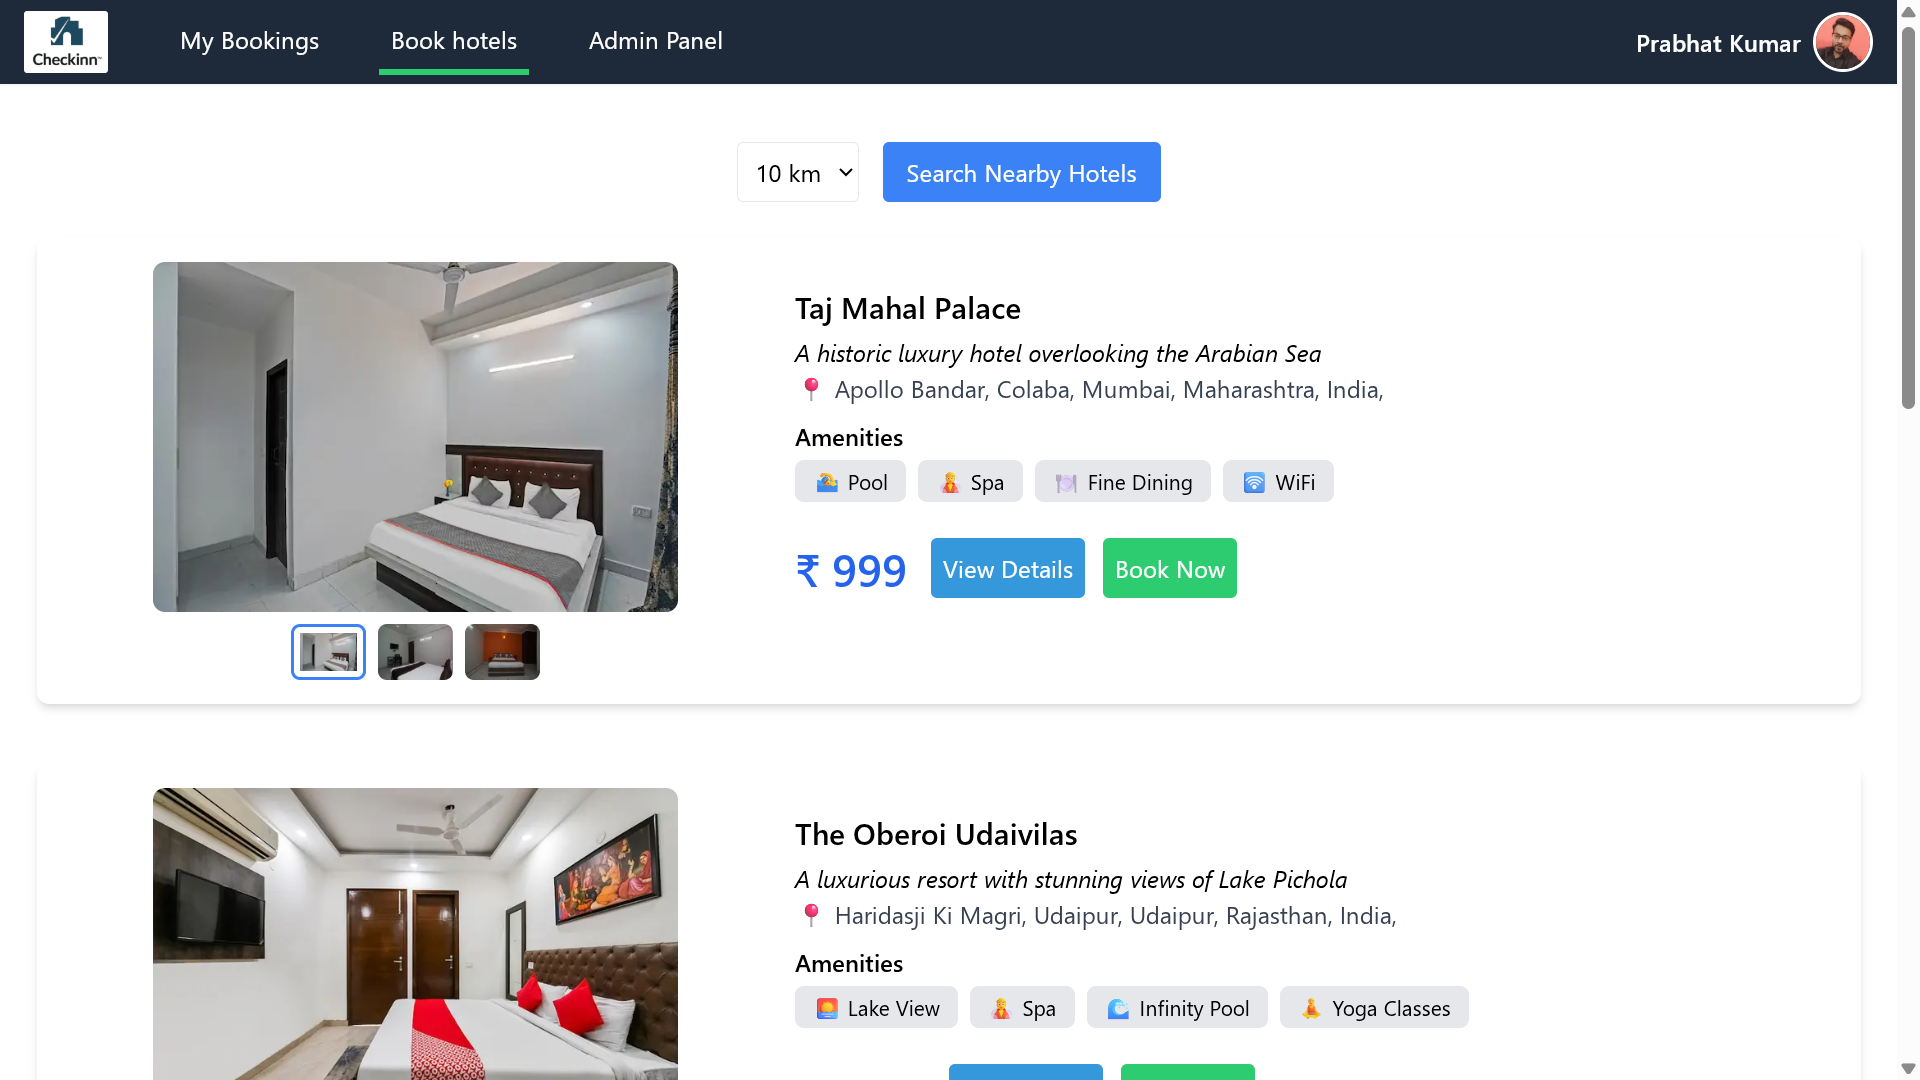 Checkinn™
My Bookings
Book hotels
Admin Panel
Prabhat Kumar
10 km
Search Nearby Hotels
Taj Mahal Palace
A historic luxury hotel overlooking the Arabian Sea
Apollo Bandar, Colaba, Mumbai, Maharashtra, India,
Amenities
Pool
Spa
Fine Dining
WiFi
₹ 999
View Details
Book Now
The Oberoi Udaivilas
A luxurious resort with stunning views of Lake Pichola
Haridasji Ki Magri, Udaipur, Udaipur, Rajasthan, India,
Amenities
Lake View
Spa
Infinity Pool
Yoga Classes